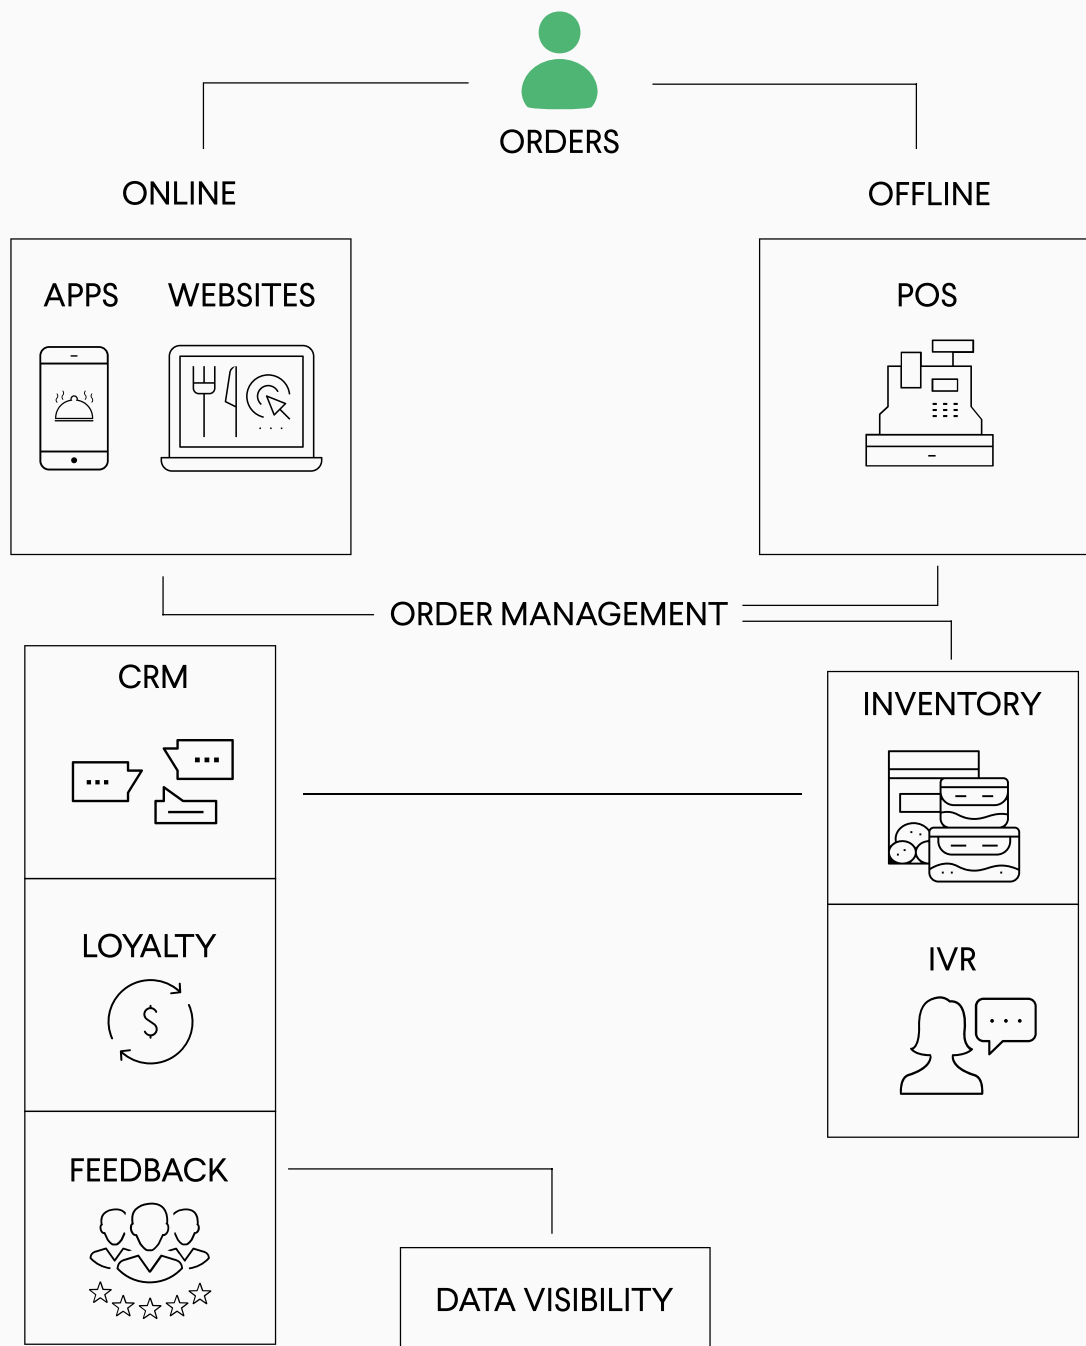 ORDERS
ONLINE
OFFLINE
APPS
WEBSITES
POS
ORDER MANAGEMENT
CRM
INVENTORY
LOYALTY
IVR
FEEDBACK
DATA VISIBILITY